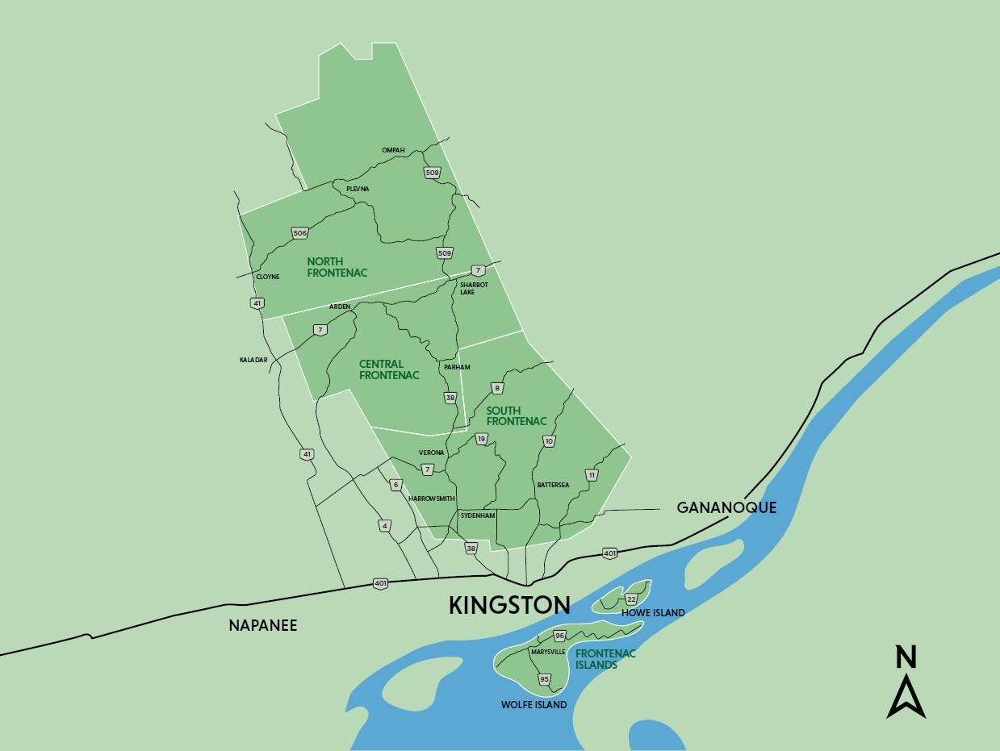 OMPAH
509
PLEVNA
506
509
NORTH
FRONTENAC
7
CLOYNE
SHARBOT
LAKE
41
ARDEN
7
KALADAR
CENTRAL
FRONTENAC
PARHAM
8
38
SOUTH
FRONTENAC
19
10
VERONA
41
7
11
6
BATTERSEA
HARROWSMITH
GANANOQUE
SYDENHAM
4
38
401
401
KINGSTON
22
HOWE ISLAND
NAPANEE
96
MARYSVILLE
FRONTENAC
ISLANDS
N
95
WOLFE ISLAND